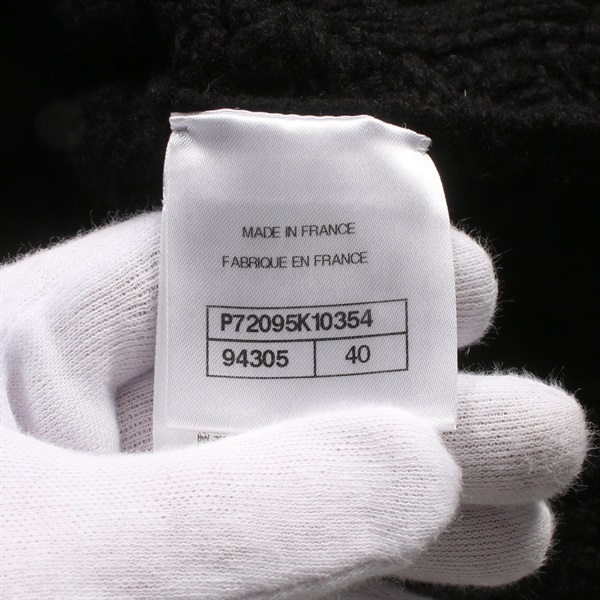 MADE IN FRANCE
FABRIQUE EN FRANCE
P72095K10354
94305 40